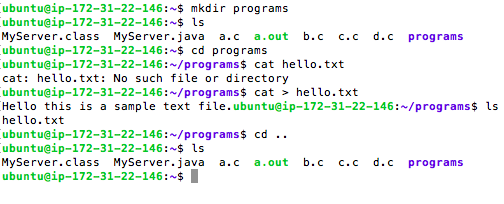 [ubuntu@ip-172-31-22-146:~$ mkdir programs
[ubuntu@ip-172-31-22-146:~$ ls
MyServer.class  MyServer.java  a.c  a.out  b.c  c.c  d.c  programs
[ubuntu@ip-172-31-22-146:~$ cd programs
[ubuntu@ip-172-31-22-146:~/programs$ cat hello.txt
cat: hello.txt: No such file or directory
[ubuntu@ip-172-31-22-146:~/programs$ cat > hello.txt
[Hello this is a sample text file.ubuntu@ip-172-31-22-146:~/programs$ ls
hello.txt
[ubuntu@ip-172-31-22-146:~/programs$ cd ..
[ubuntu@ip-172-31-22-146:~$ ls
MyServer.class  MyServer.java  a.c  a.out  b.c  c.c  d.c  programs
ubuntu@ip-172-31-22-146:~$